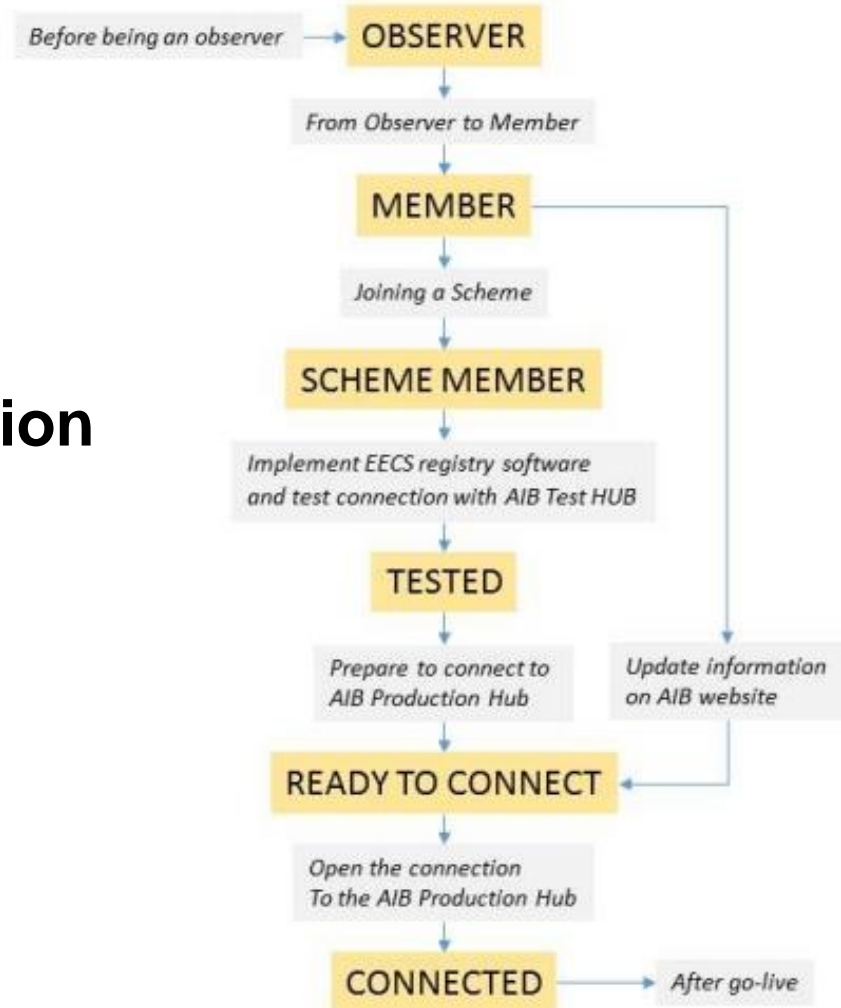 Before being an observer
OBSERVER
From Observer to Member
MEMBER
Joining a Scheme
SCHEME MEMBER
ion
Implement EECS registry software
and test connection with AIB Test HUB
TESTED
Prepare to connect to
AIB Production Hub
Update information
on AIB website
READY TO CONNECT
Open the connection
To the AIB Production Hub
CONNECTED
After go-live